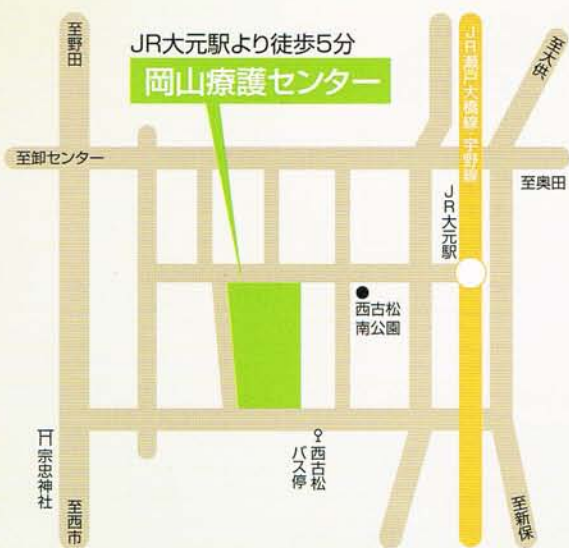 至野田
JR大元駅より徒歩5分
岡山療護センター
JR瀬戸大橋線・宇野線
至大供
至卸センター
至奥田
JR大元駅
西古松
南公園
宗忠神社
至西市
西古松
バス停
至新保